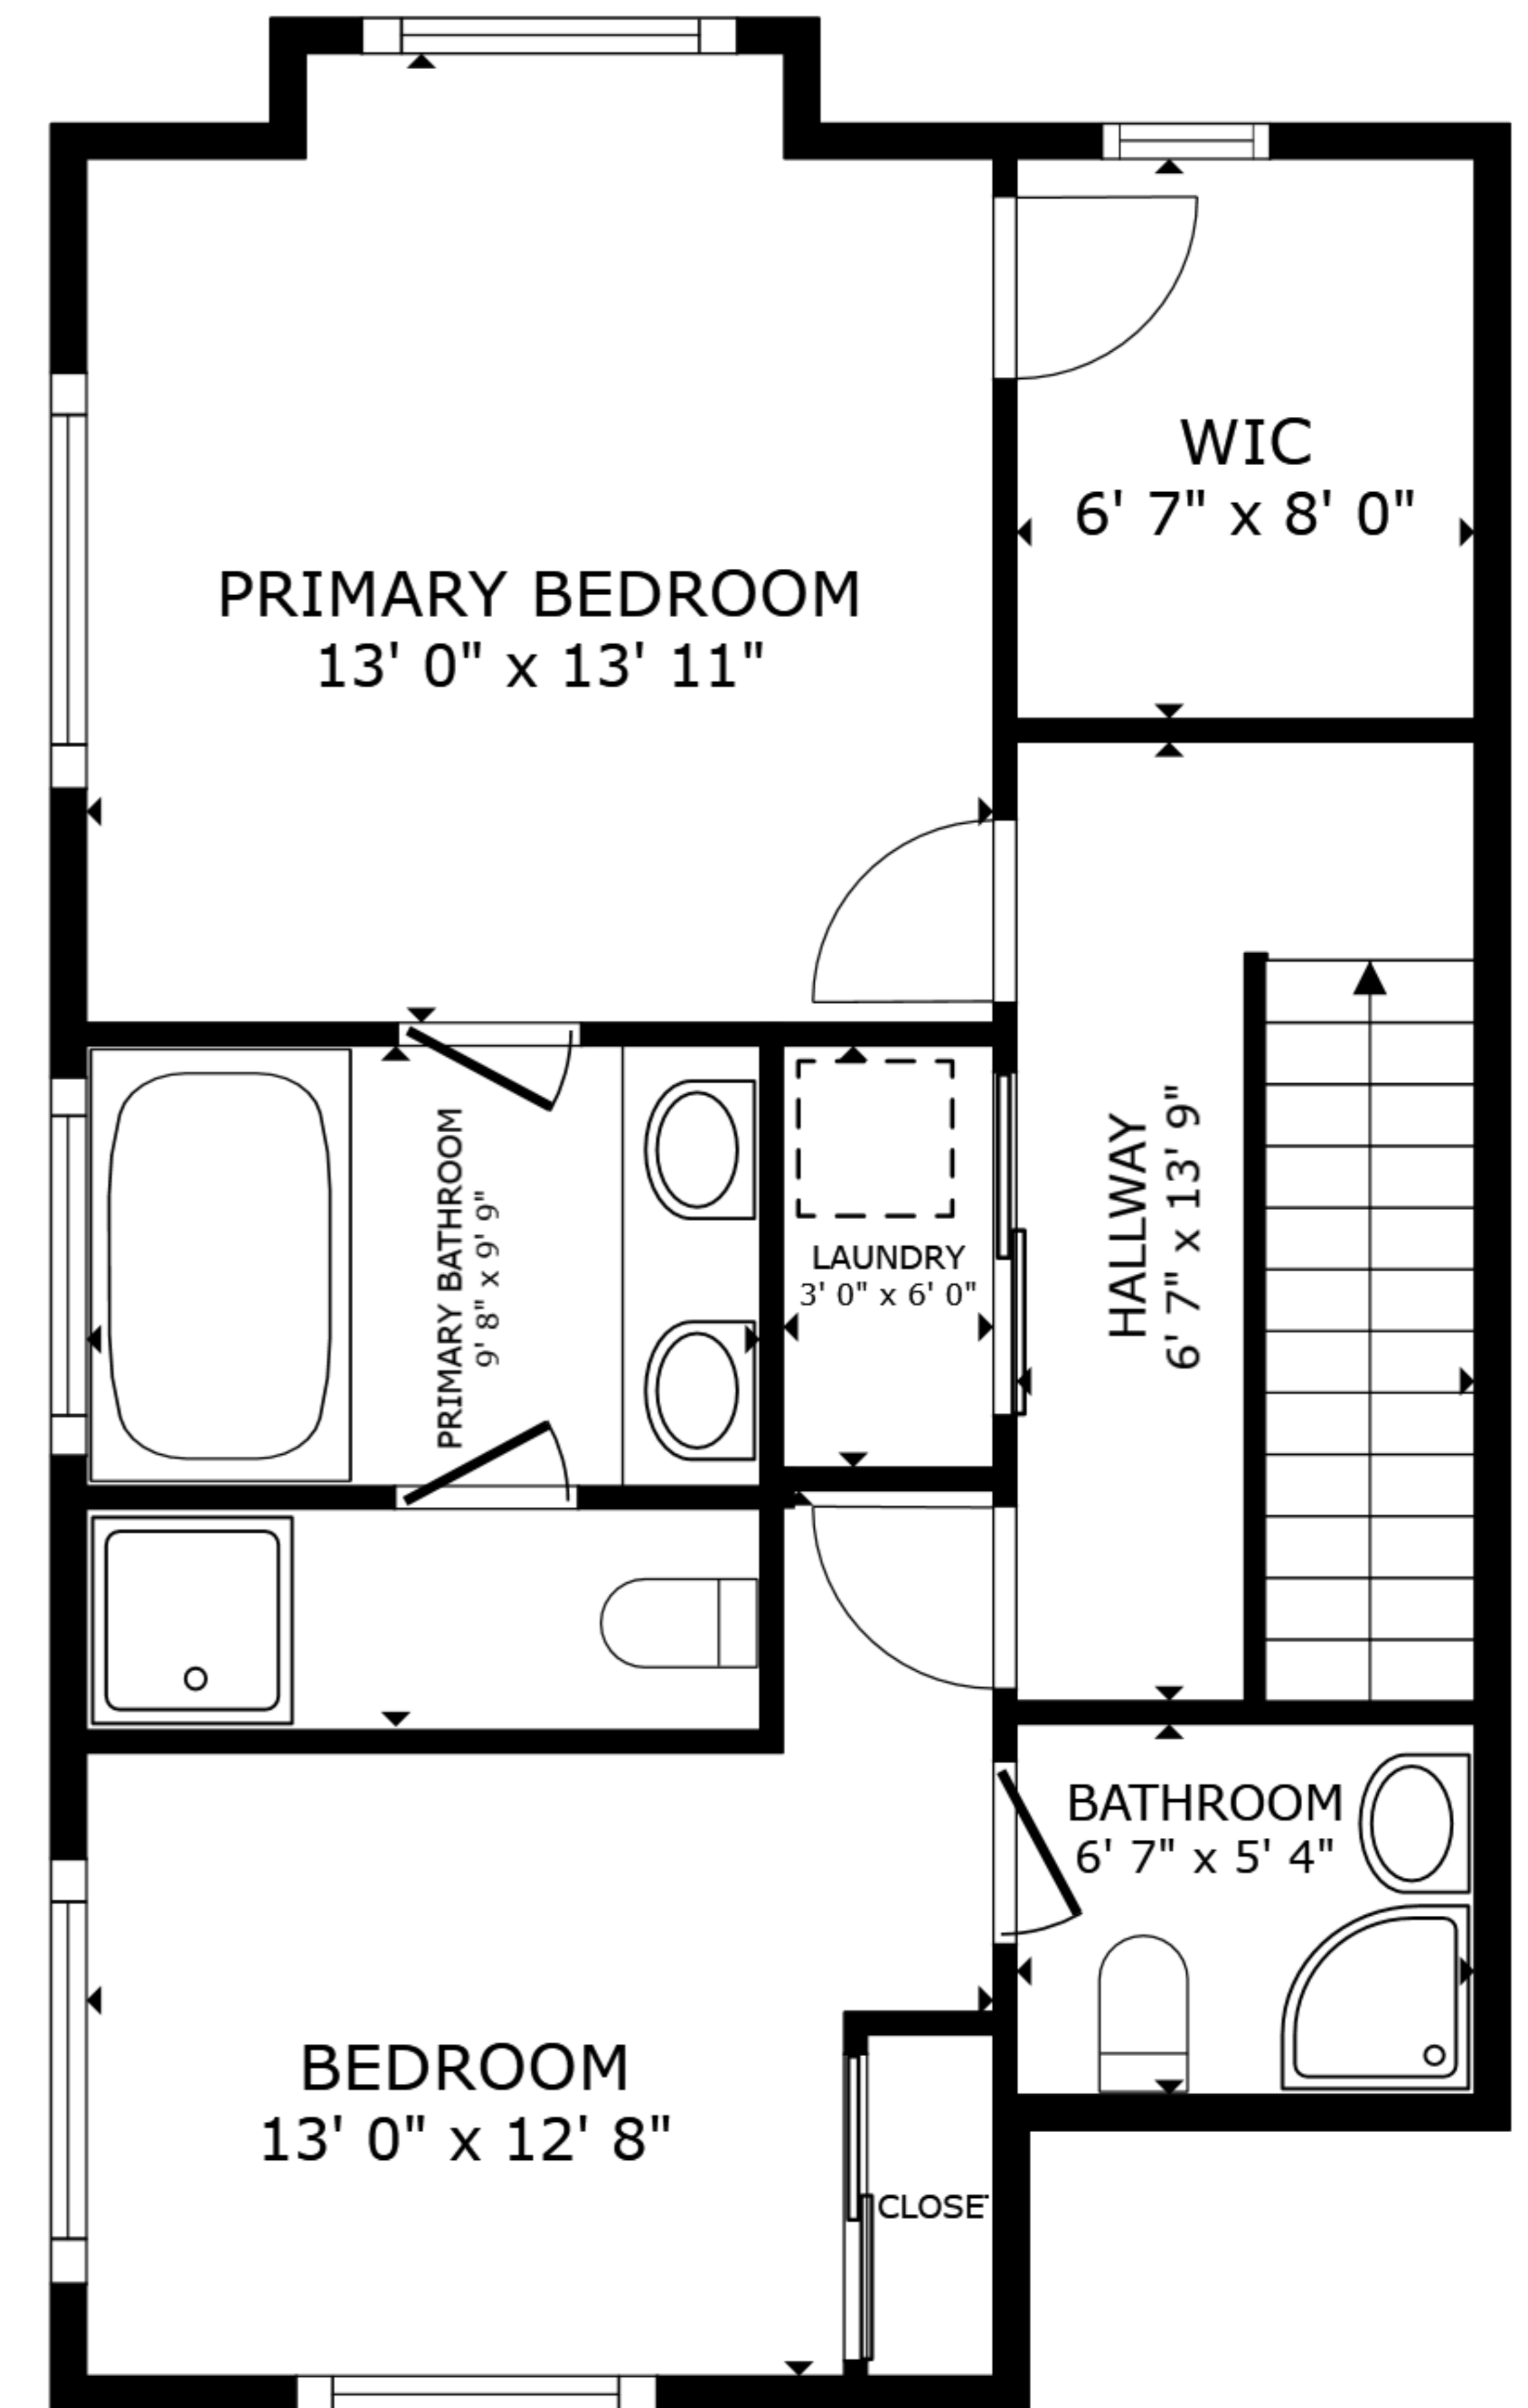 WIC
6' 7" x 8' 0"
PRIMARY BEDROOM
13' 0" x 13' 11"
PRIMARY BATHROOM
9' 8" x 9' 9"
LAUNDRY
3' 0" x 6' 0"
HALLWAY
6' 7" x 13' 9"
BATHROOM
6' 7" x 5' 4"
BEDROOM
13' 0" x 12' 8"
CLOSE